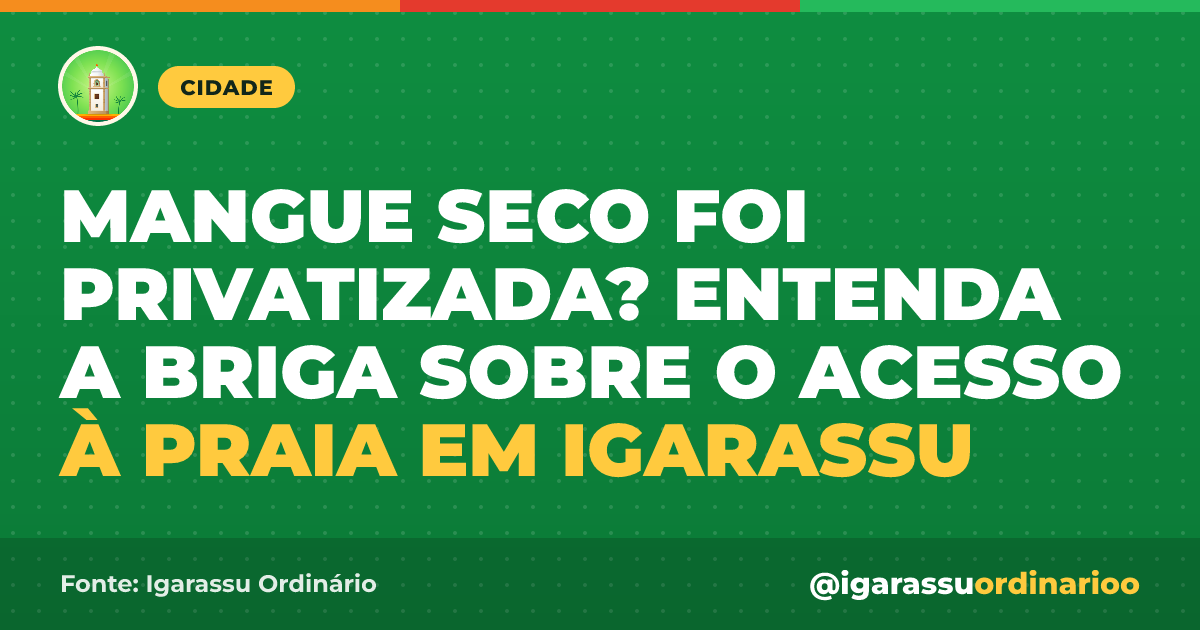 CIDADE
MANGUE SECO FOI
PRIVATIZADA? ENTENDA
A BRIGA SOBRE O ACESSO
À PRAIA EM IGARASSU
Fonte: Igarassu Ordinário
@igarassuordinarioo